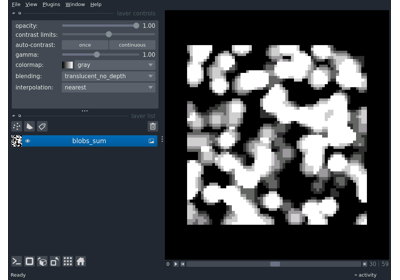 File View Plugins Window Help
layer controls
opacity: 1.00
contrast limits:
auto-contrast: once continuous
gamma: 1.00
colormap: gray
blending: translucent_no_depth
interpolation: nearest
layer list
blobs_sum
30 59
Ready activity